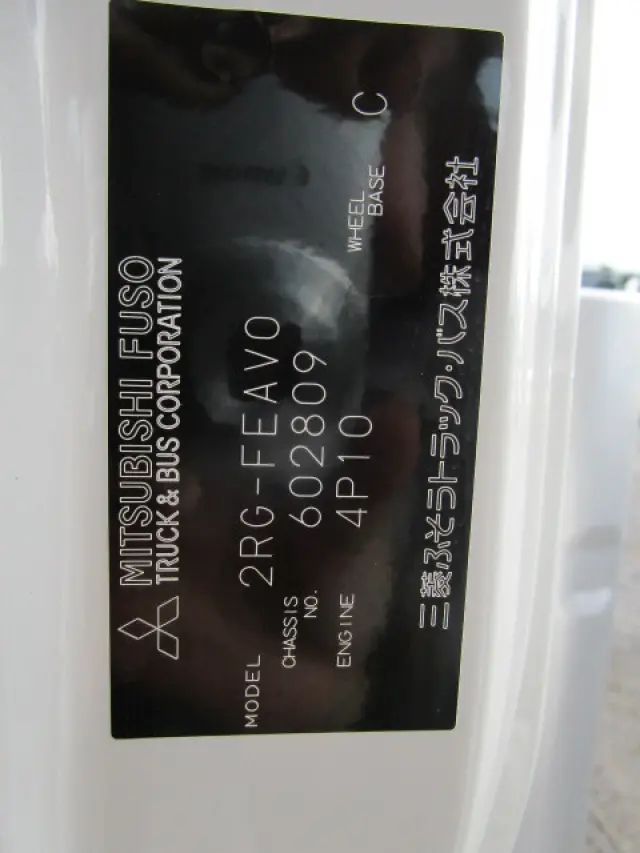 MITSUBISHI FUSO
TRUCK & BUS CORPORATION
MODEL 2RG-FEAV0
CHASSIS NO. 602809
ENGINE 4P10
WHEEL BASE C
三菱ふそうトラック・バス株式会社